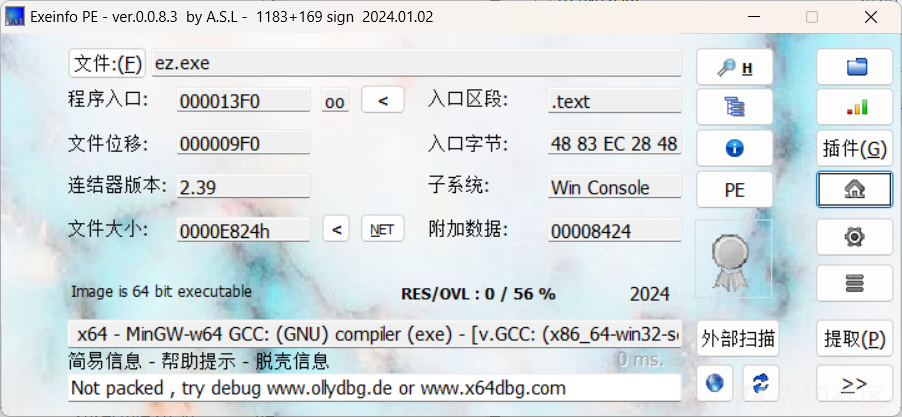 Exeinfo PE - ver.0.0.8.3 by A.S.L - 1183+169 sign 2024.01.02
文件:(F) ez.exe H
程序入口: 000013F0 oo < 入口区段: .text
文件位移: 000009F0 入口字节: 48 83 EC 28 48 插件(G)
连结器版本: 2.39 子系统: Win Console PE
文件大小: 0000E824h < NET 附加数据: 00008424
Image is 64 bit executable RES/OVL : 0 / 56 % 2024
x64 - MinGW-w64 GCC: (GNU) compiler (exe) - [v.GCC: (x86_64-win32-se 外部扫描 提取(P)
简易信息 - 帮助提示 - 脱壳信息 0 ms.
Not packed , try debug www.ollydbg.de or www.x64dbg.com >>